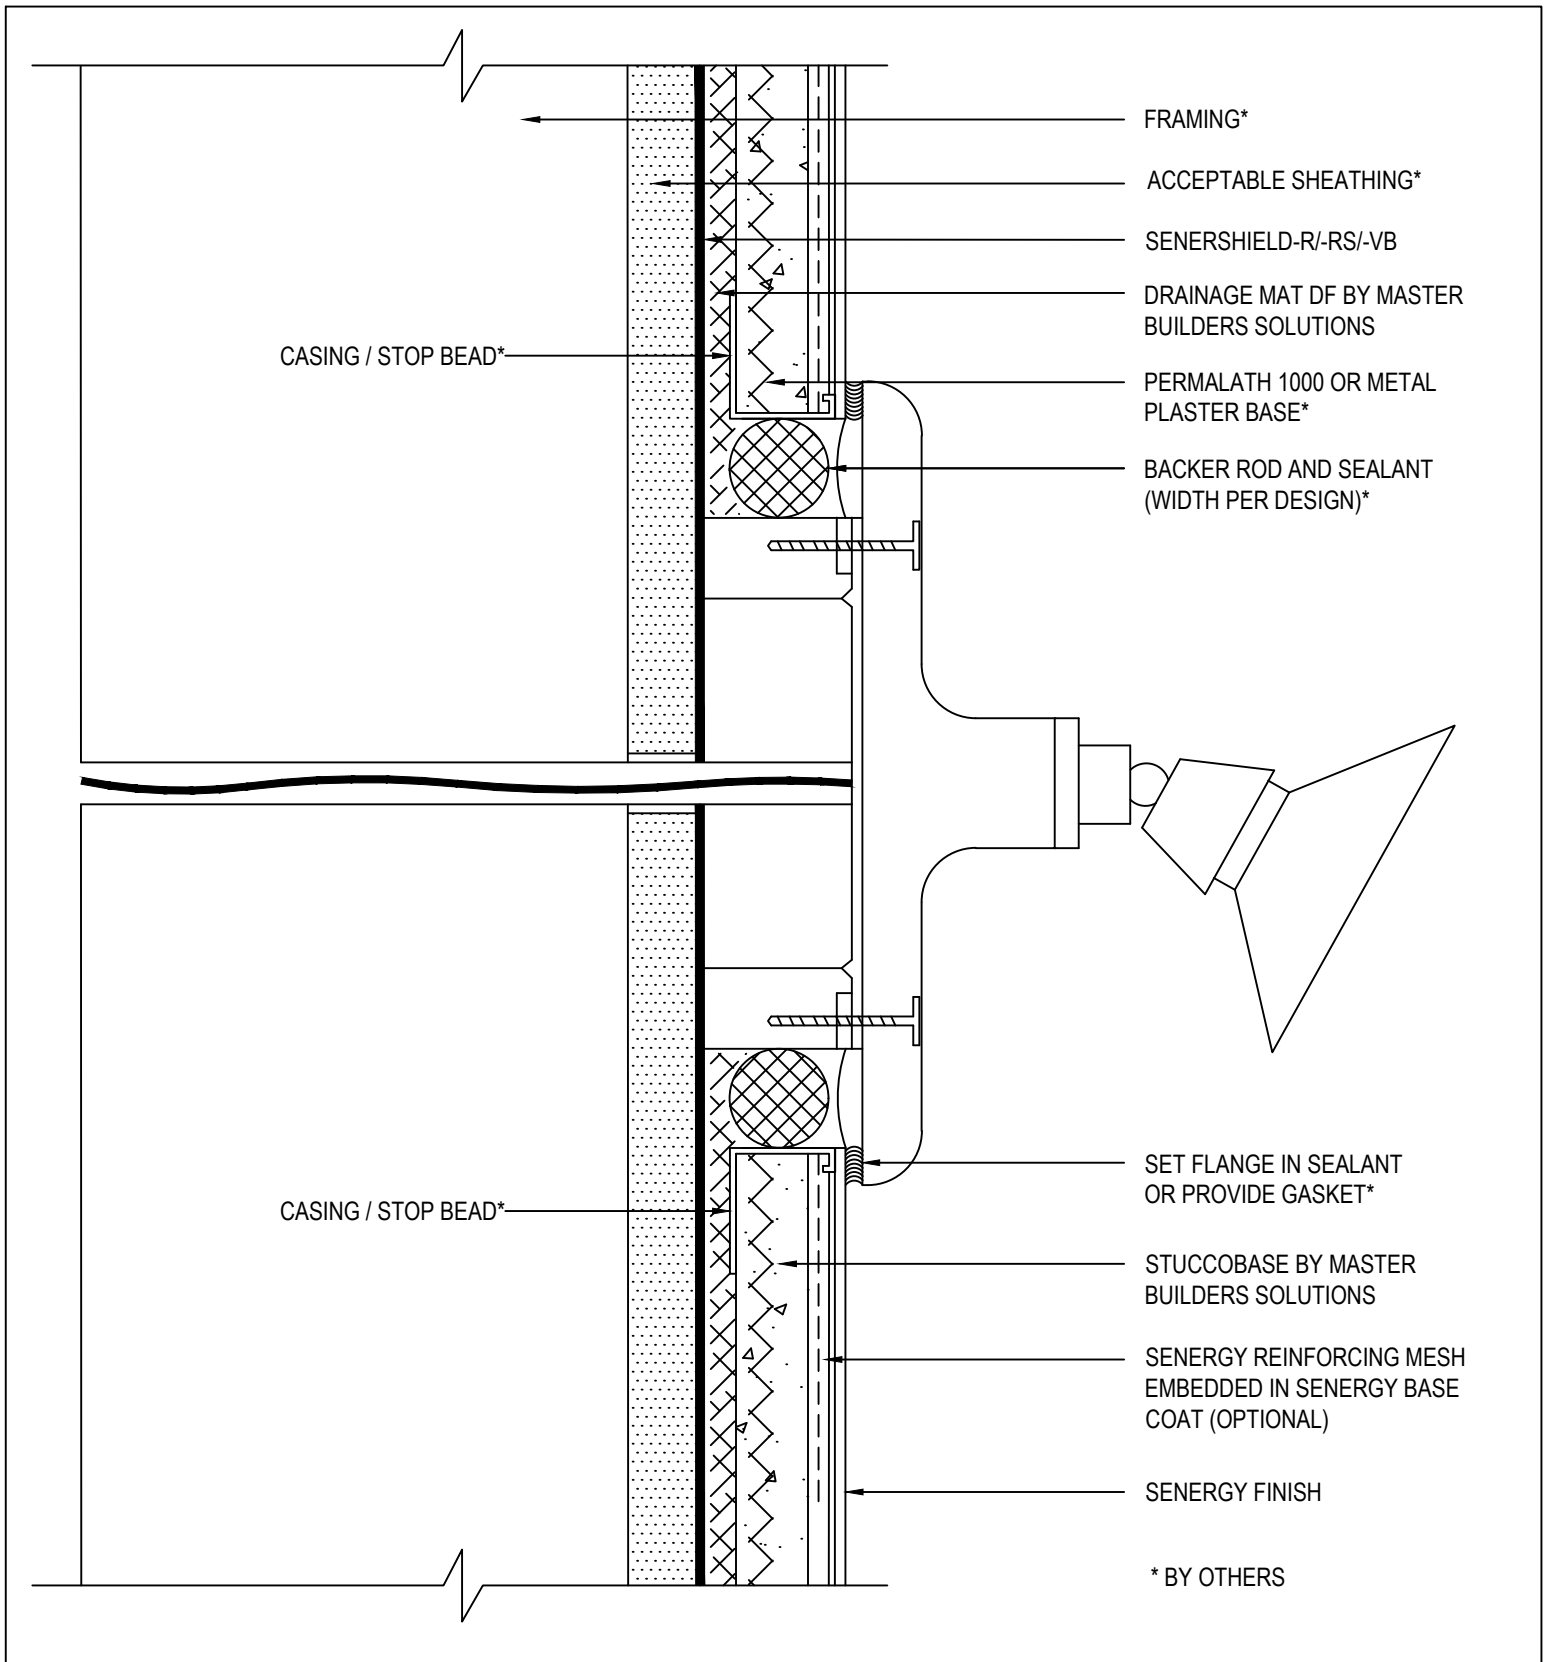 FRAMING*
ACCEPTABLE SHEATHING*
SENERSHIELD-R/-RS/-VB
DRAINAGE MAT DF BY MASTER
BUILDERS SOLUTIONS
CASING / STOP BEAD*
PERMALATH 1000 OR METAL
PLASTER BASE*
BACKER ROD AND SEALANT
(WIDTH PER DESIGN)*
SET FLANGE IN SEALANT
OR PROVIDE GASKET*
CASING / STOP BEAD*
STUCCOBASE BY MASTER
BUILDERS SOLUTIONS
SENERGY REINFORCING MESH
EMBEDDED IN SENERGY BASE
COAT (OPTIONAL)
SENERGY FINISH
* BY OTHERS